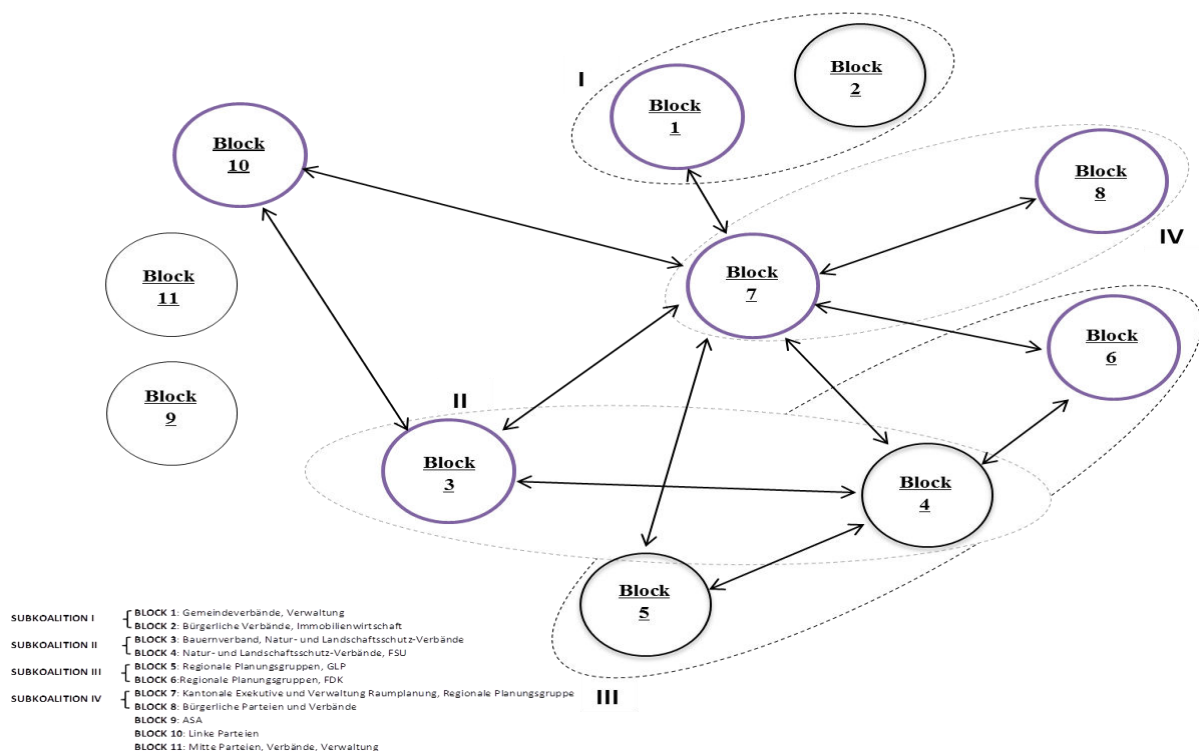 I
Block
2
Block
1
Block
10
Block
8
IV
Block
7
Block
11
Block
6
Block
9
II
Block
3
Block
4
Block
5
III
SUBKOALITION I
BLOCK 1: Gemeindeverbände, Verwaltung
BLOCK 2: Bürgerliche Verbände, Immobilienwirtschaft
SUBKOALITION II
BLOCK 3: Bauernverband, Natur- und Landschaftsschutz-Verbände
BLOCK 4: Natur- und Landschaftsschutz-Verbände, FSU
SUBKOALITION III
BLOCK 5: Regionale Planungsgruppen, GLP
BLOCK 6:Regionale Planungsgruppen, FDK
SUBKOALITION IV
BLOCK 7: Kantonale Exekutive und Verwaltung Raumplanung, Regionale Planungsgruppe
BLOCK 8: Bürgerliche Parteien und Verbände
BLOCK 9: ASA
BLOCK 10: Linke Parteien
BLOCK 11: Mitte Parteien, Verbände, Verwaltung